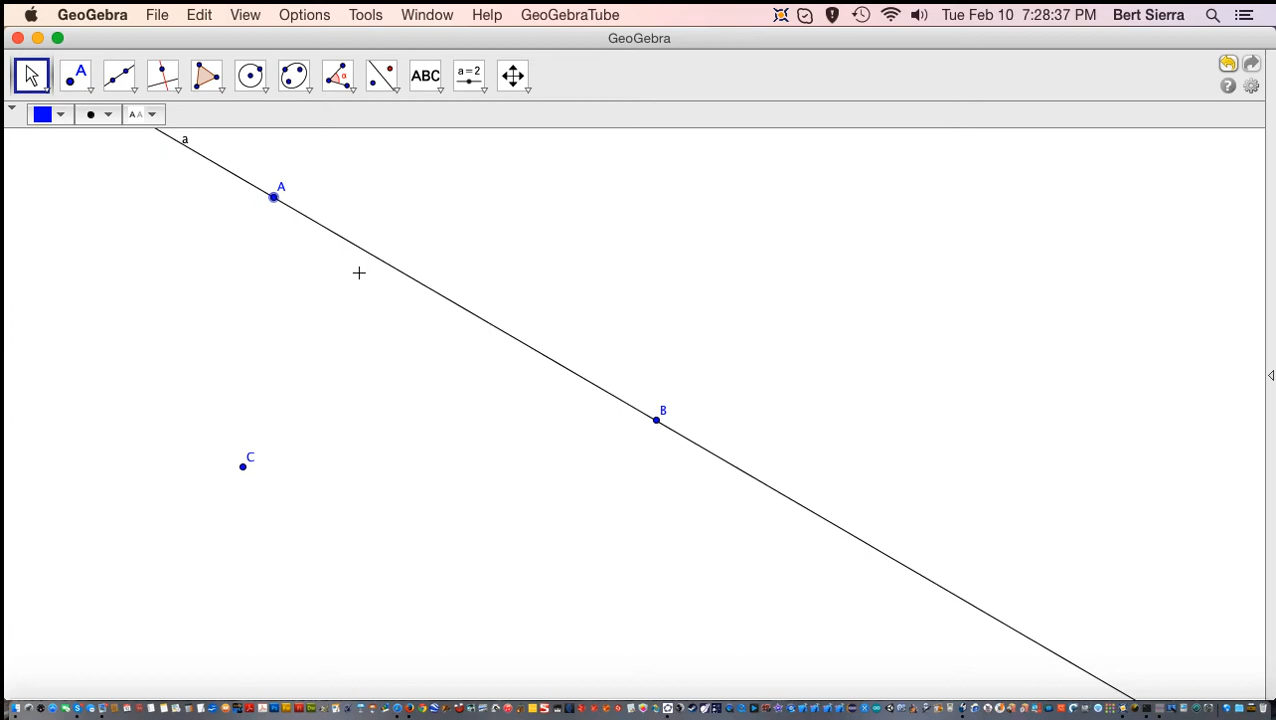 GeoGebra File Edit View Options Tools Window Help GeoGebraTube Tue Feb 10 7:28:37 PM Bert Sierra
GeoGebra
A α ABC a=2
A A
a
A
B
C